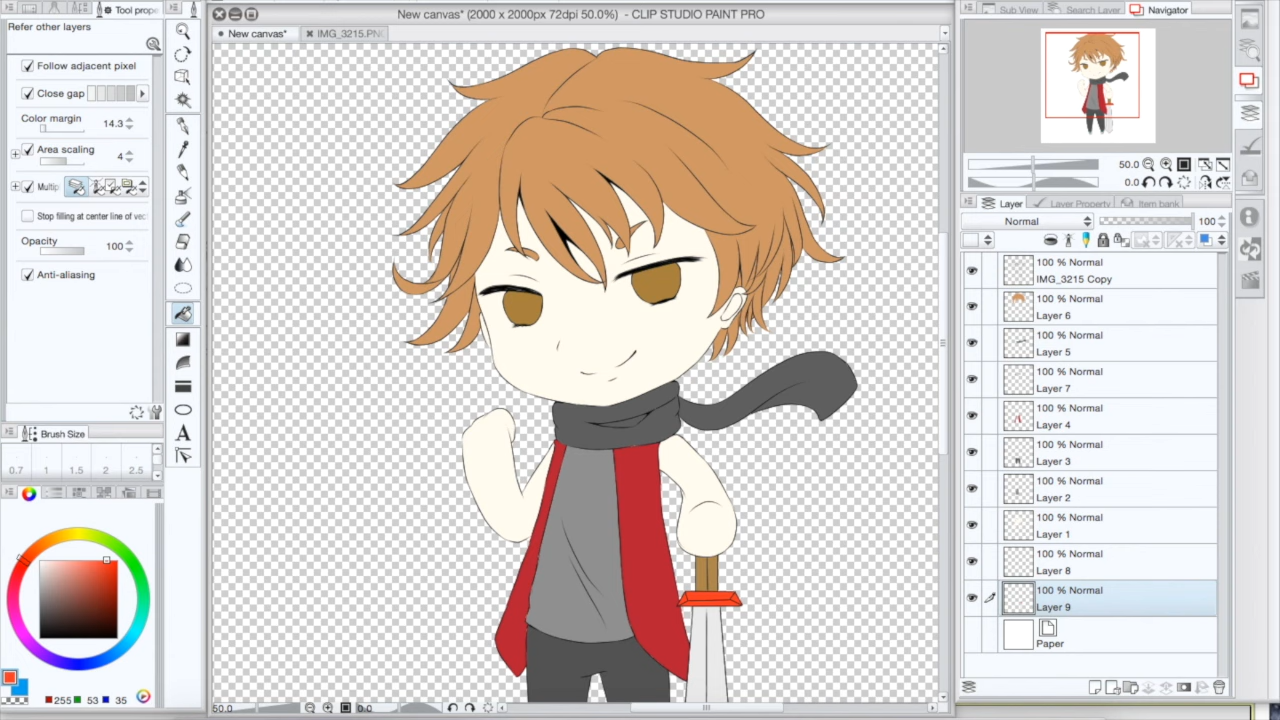 Tool prope
New canvas* (2000 x 2000px 72dpi 50.0%) - CLIP STUDIO PAINT PRO
Sub View
Search Layer
Navigator
Refer other layers
New canvas*
IMG_3215.PNG
Follow adjacent pixel
Close gap
Color margin
14.3
Area scaling
4
Multip
Stop filling at center line of vec
Opacity
100
Anti-aliasing
50.0
0.0
Layer
Layer Property
Item bank
Normal
100
100 % Normal
IMG_3215 Copy
100 % Normal
Layer 6
100 % Normal
Layer 5
100 % Normal
Layer 7
100 % Normal
Layer 4
100 % Normal
Layer 3
100 % Normal
Layer 2
100 % Normal
Layer 1
100 % Normal
Layer 8
100 % Normal
Layer 9
Paper
Brush Size
0.7 1 1.5 2 2.5
A
255 53 35
50.0
0.0